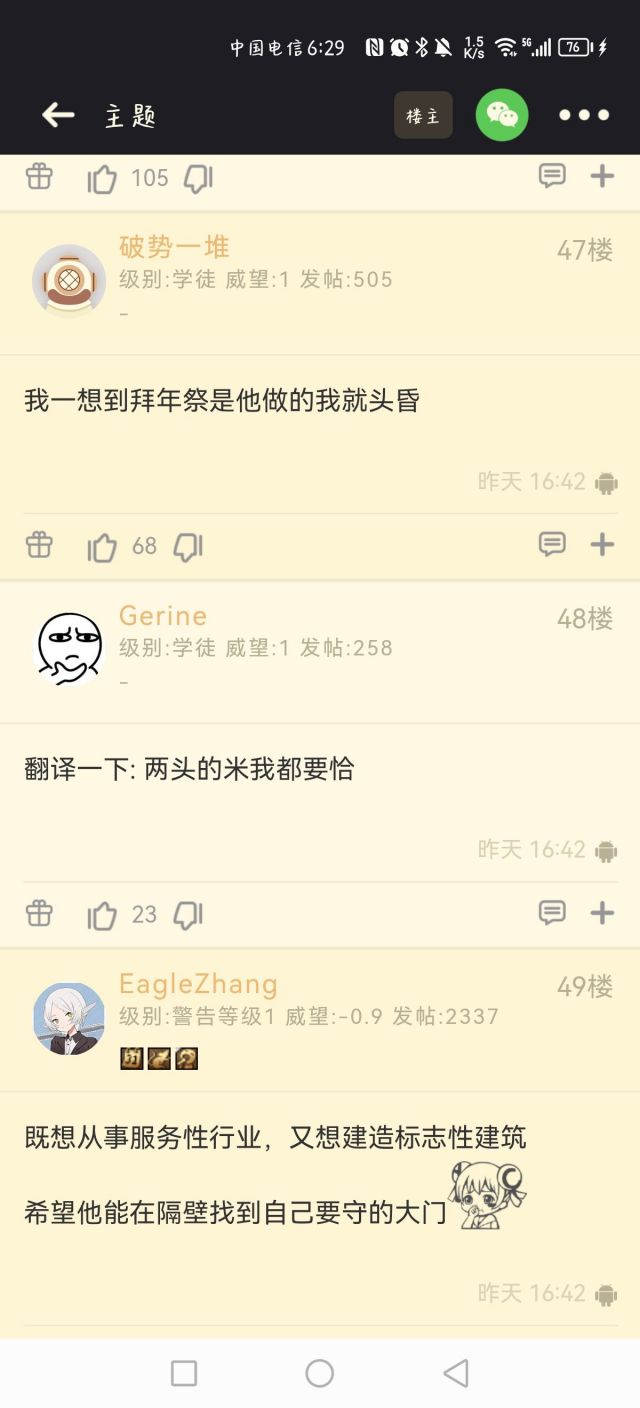 中国电信6:29
1.5
K/s
5G
76
主题
楼主
105
破势一堆
47楼
级别:学徒 威望:1 发帖:505
-
我一想到拜年祭是他做的我就头昏
昨天 16:42
68
Gerine
48楼
级别:学徒 威望:1 发帖:258
-
翻译一下: 两头的米我都要恰
昨天 16:42
23
EagleZhang
49楼
级别:警告等级1 威望:-0.9 发帖:2337
既想从事服务性行业，又想建造标志性建筑
希望他能在隔壁找到自己要守的大门
昨天 16:42